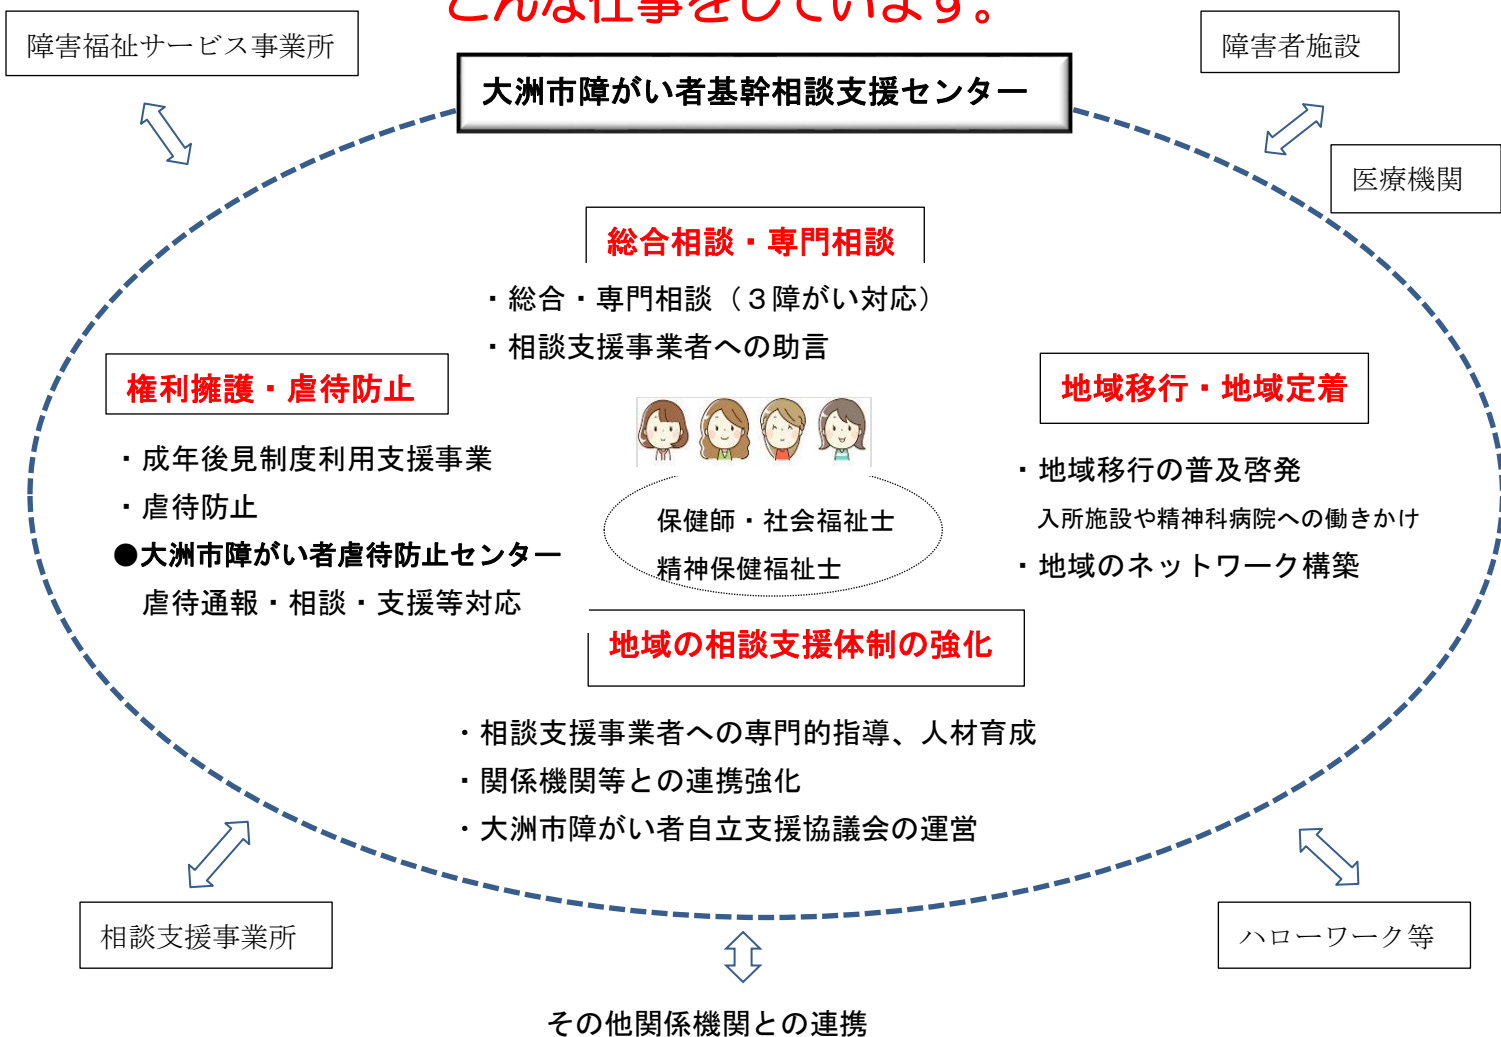 こんな仕事をしています。
障害福祉サービス事業所
障害者施設
大洲市障がい者基幹相談支援センター
医療機関
総合相談・専門相談
・総合・専門相談（３障がい対応）
・相談支援事業者への助言
権利擁護・虐待防止
・成年後見制度利用支援事業
・虐待防止
●大洲市障がい者虐待防止センター
虐待通報・相談・支援等対応
地域移行・地域定着
・地域移行の普及啓発
入所施設や精神科病院への働きかけ
・地域のネットワーク構築
保健師・社会福祉士
精神保健福祉士
地域の相談支援体制の強化
・相談支援事業者への専門的指導、人材育成
・関係機関等との連携強化
・大洲市障がい者自立支援協議会の運営
相談支援事業所
ハローワーク等
その他関係機関との連携